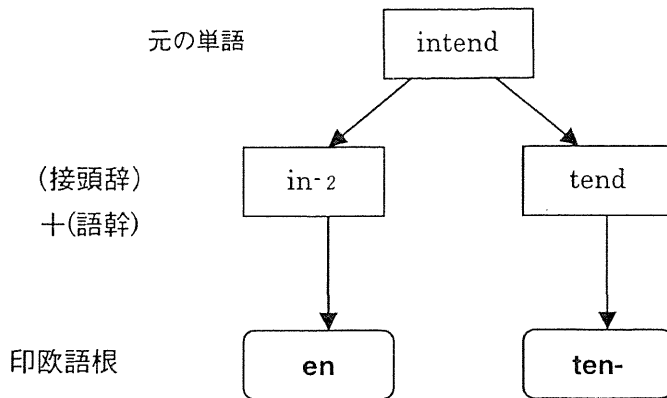 元の単語 intend
(接頭辞) in-2 tend
＋(語幹)
印欧語根 en ten-